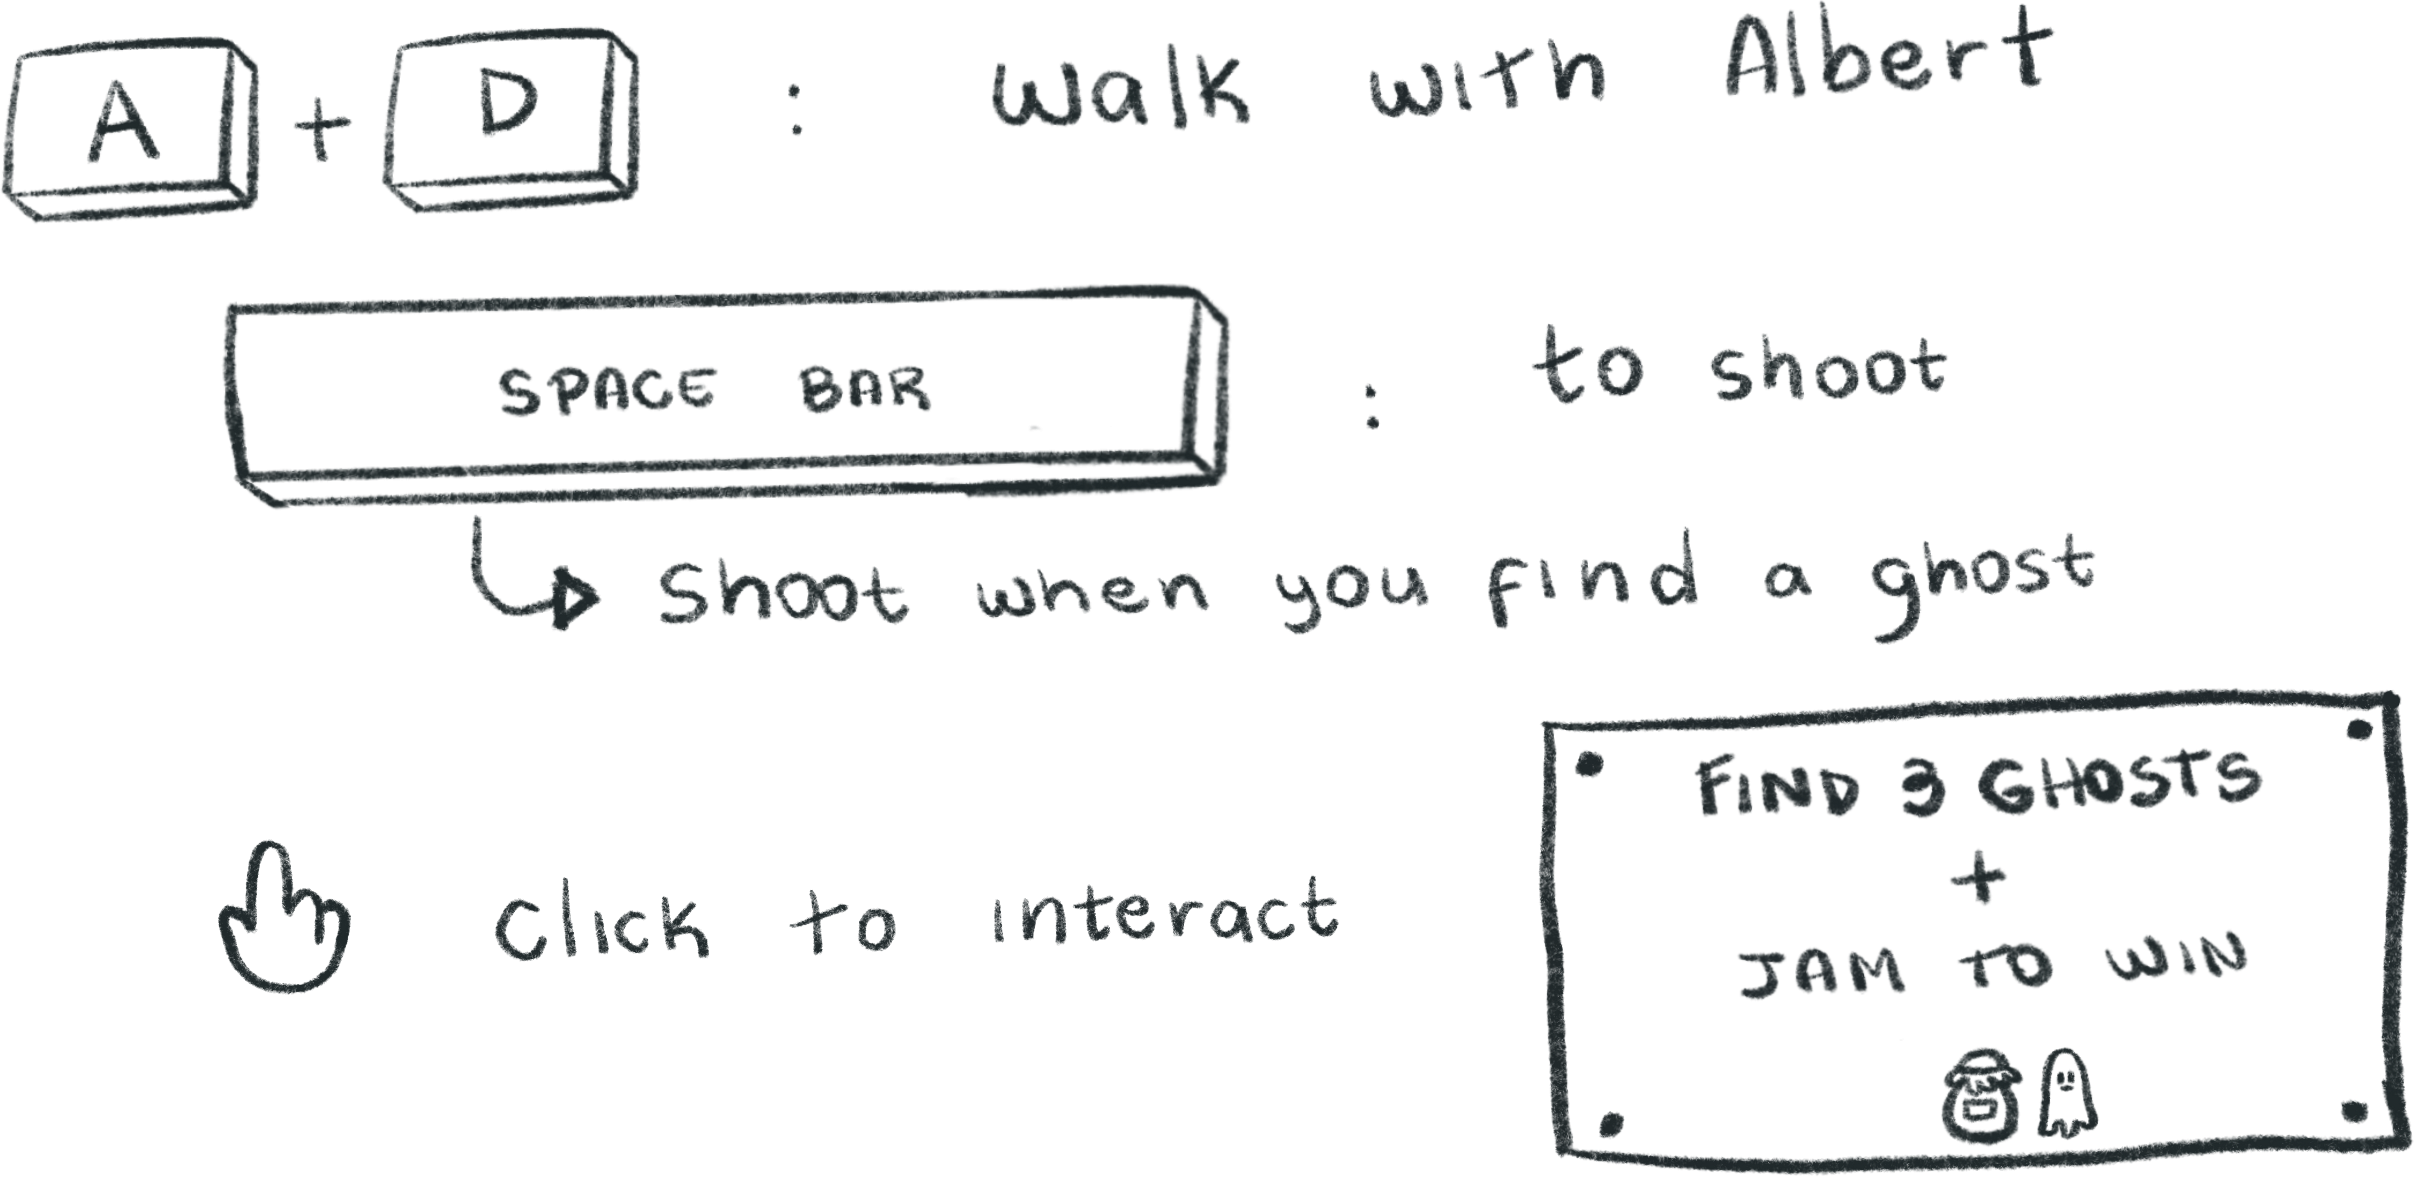 A + D : walk with Albert
SPACE BAR : to shoot
shoot when you find a ghost
click to interact
FIND 3 GHOSTS
+
JAM TO WIN